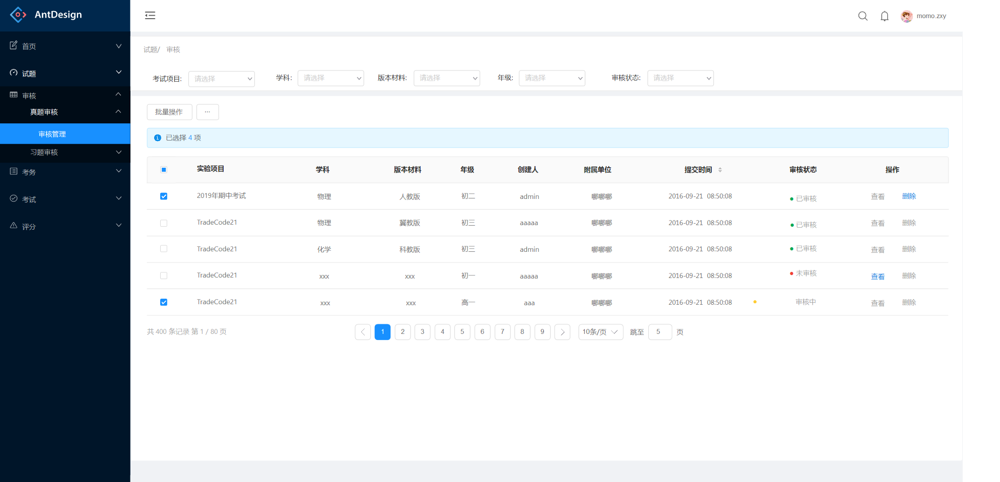 AntDesign
momo.zxy
首页
试题
审核
真题审核
审核管理
习题审核
考务
考试
评分
试题/ 审核
考试项目: 请选择 学科: 请选择 版本材料: 请选择 年级: 请选择 审核状态: 请选择
批量操作 ···
已选择 4 项
实验项目 学科 版本材料 年级 创建人 附属单位 提交时间 审核状态 操作
2019年期中考试 物理 人教版 初二 admin 哪哪哪 2016-09-21 08:50:08 已审核 查看 删除
TradeCode21 物理 冀教版 初三 aaaaa 哪哪哪 2016-09-21 08:50:08 已审核 查看 删除
TradeCode21 化学 科教版 初三 admin 哪哪哪 2016-09-21 08:50:08 已审核 查看 删除
TradeCode21 xxx xxx 初一 aaaaa 哪哪哪 2016-09-21 08:50:08 未审核 查看 删除
TradeCode21 xxx xxx 高一 aaa 哪哪哪 2016-09-21 08:50:08 审核中 查看 删除
共 400 条记录 第 1 / 80 页 1 2 3 4 5 6 7 8 9 10条/页 跳至 5 页